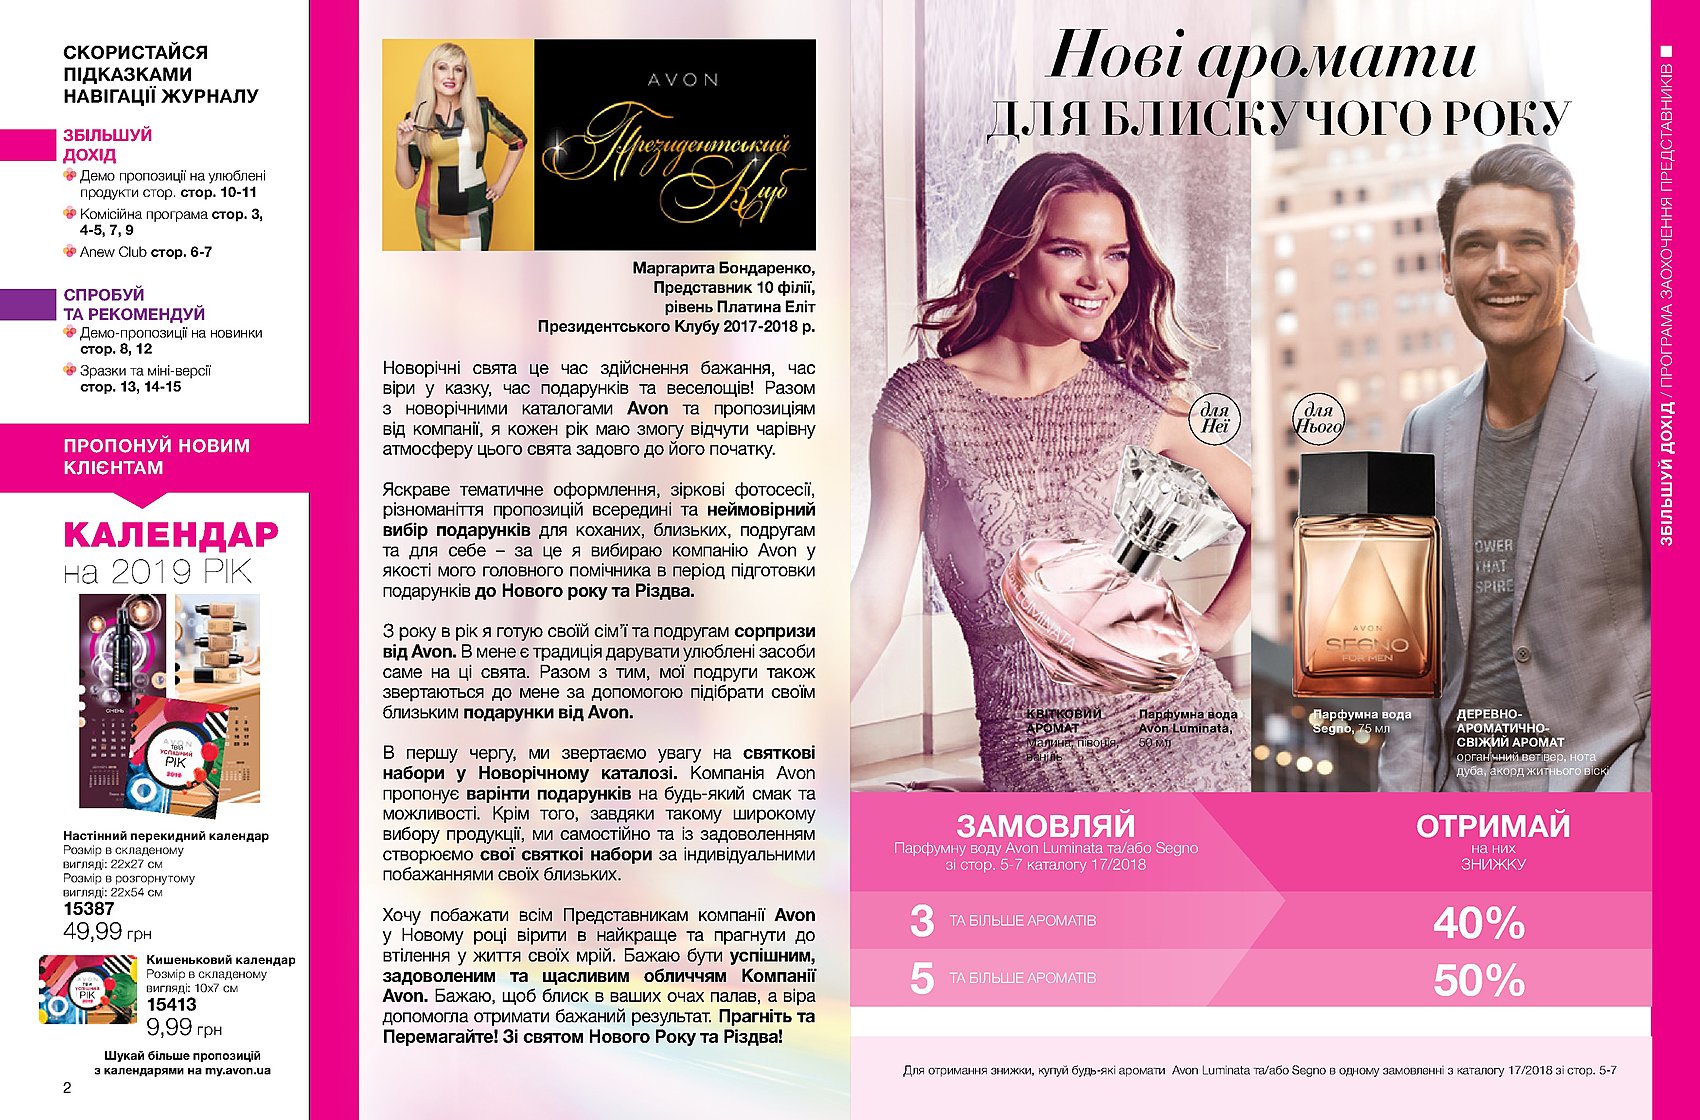 СКОРИСТАЙСЯ
ПІДКАЗКАМИ
НАВІГАЦІЇ ЖУРНАЛУ
ЗБІЛЬШУЙ
ДОХІД
Демо пропозиції на улюблені
продукти стор. стор. 10-11
Комісійна програма стор. 3,
4-5, 7, 9
Anew Club стор. 6-7
СПРОБУЙ
ТА РЕКОМЕНДУЙ
Демо-пропозиції на новинки
стор. 8, 12
Зразки та міні-версії
стор. 13, 14-15
ПРОПОНУЙ НОВИМ
КЛІЄНТАМ
КАЛЕНДАР
на 2019 РІК
СІЧЕНЬ
AVON
ТВІЙ
УСПІШНИЙ
РІК
2019
Настінний перекидний календар
Розмір в складеному
вигляді: 22х27 см
Розмір в розгорнутому
вигляді: 22х54 см
15387
49,99 грн
AVON
ТВІЙ
УСПІШНИЙ
РІК
2019
Кишеньковий календар
Розмір в складеному
вигляді: 10х7 см
15413
9,99 грн
Шукай більше пропозицій
з календарями на my.avon.ua
2
AVON
Президентський
Клуб
Маргарита Бондаренко,
Представник 10 філії,
рівень Платина Еліт
Президентського Клубу 2017-2018 р.
Новорічні свята це час здійснення бажання, час
віри у казку, час подарунків та веселощів! Разом
з новорічними каталогами Avon та пропозиціям
від компанії, я кожен рік маю змогу відчути чарівну
атмосферу цього свята задовго до його початку.
Яскраве тематичне оформлення, зіркові фотосесії,
різноманіття пропозицій всередині та неймовірний
вибір подарунків для коханих, близьких, подругам
та для себе – за це я вибираю компанію Avon у
якості мого головного помічника в період підготовки
подарунків до Нового року та Різдва.
З року в рік я готую своїй сім’ї та подругам сорпризи
від Avon. В мене є традиція дарувати улюблені засоби
саме на ці свята. Разом з тим, мої подруги також
звертаються до мене за допомогою підібрати своїм
близьким подарунки від Avon.
В першу чергу, ми звертаємо увагу на святкові
набори у Новорічному каталозі. Компанія Avon
пропонує варінти подарунків на будь-який смак та
можливості. Крім того, завдяки такому широкому
вибору продукції, ми самостійно та із задоволенням
створюємо свої святкоі набори за індивідуальними
побажаннями своїх близьких.
Хочу побажати всім Представникам компанії Avon
у Новому році вірити в найкраще та прагнути до
втілення у життя своїх мрій. Бажаю бути успішним,
задоволеним та щасливим обличчям Компанії
Avon. Бажаю, щоб блиск в ваших очах палав, а віра
допомогла отримати бажаний результат. Прагніть та
Перемагайте! Зі святом Нового Року та Різдва!
Нові аромати
ДЛЯ БЛИСКУЧОГО РОКУ
для
Неї
для
Нього
LUMINATA
OWER
THAT
SPIRE
AVON
SEGNO
FOR MEN
КВІТКОВИЙ
АРОМАТ
Малина, півонія,
ваніль
Парфумна вода
Avon Luminata,
50 мл
Парфумна вода
Segno, 75 мл
ДЕРЕВНО-
АРОМАТИЧНО-
СВІЖИЙ АРОМАТ
органічний ветівер, нота
дуба, акорд житнього віскі
ЗАМОВЛЯЙ
Парфумну воду Avon Luminata та/або Segno
зі стор. 5-7 каталогу 17/2018
ОТРИМАЙ
на них
ЗНИЖКУ
3 ТА БІЛЬШЕ АРОМАТІВ 40%
5 ТА БІЛЬШЕ АРОМАТІВ 50%
Для отримання знижки, купуй будь-які аромати Avon Luminata та/або Segno в одному замовленні з каталогу 17/2018 зі стор. 5-7
ЗБІЛЬШУЙ ДОХІД / ПРОГРАМА ЗАОХОЧЕННЯ ПРЕДСТАВНИКІВ